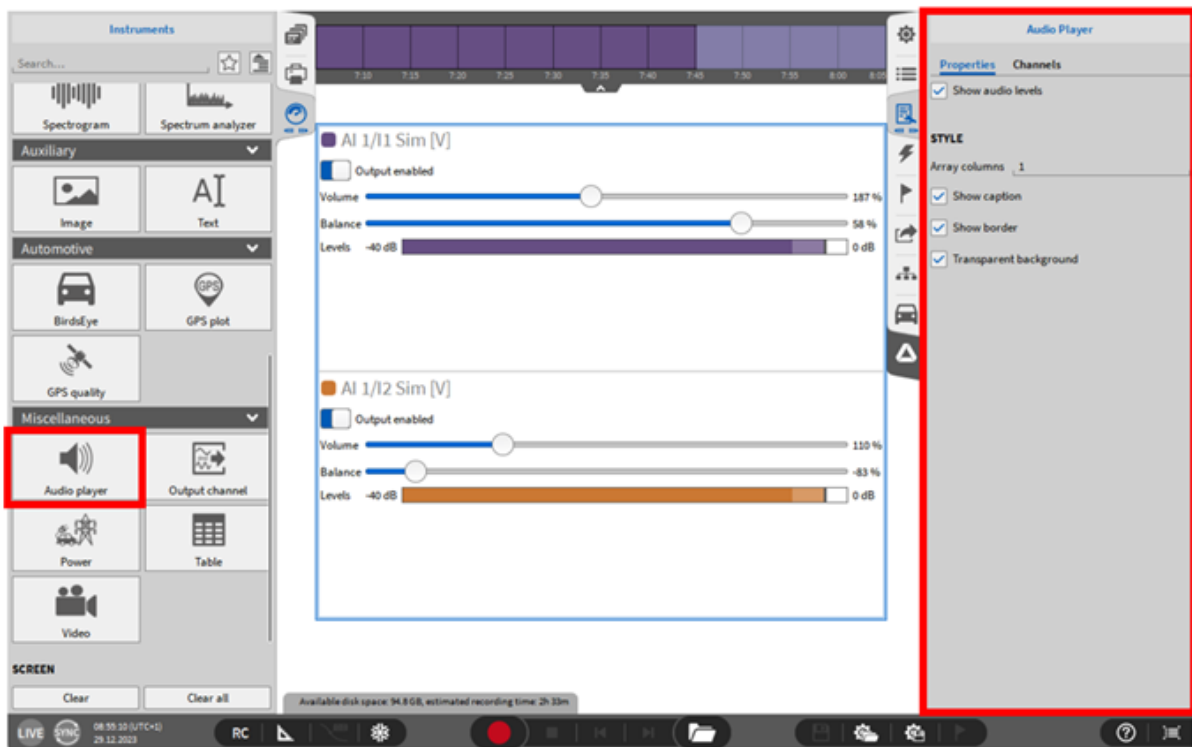 Instruments
Search...
Spectrogram
Spectrum analyzer
Auxiliary
AI
Image
Text
Automotive
GPS
BirdsEye
GPS plot
GPS quality
Miscellaneous
Audio player
Output channel
Power
Table
Video
SCREEN
Clear
Clear all
7:10 7:15 7:20 7:25 7:30 7:35 7:40 7:45 7:50 7:55 8:00 8:05
AI 1/I1 Sim [V]
Output enabled
Volume 187 %
Balance 58 %
Levels -40 dB 0 dB
AI 1/I2 Sim [V]
Output enabled
Volume 110 %
Balance -83 %
Levels -40 dB 0 dB
Available disk space: 94.8 GB, estimated recording time: 2h 33m
Audio Player
Properties Channels
Show audio levels
STYLE
Array columns 1
Show caption
Show border
Transparent background
LIVE
SYNC
08:55:10 (UTC+1)
29.12.2023
RC